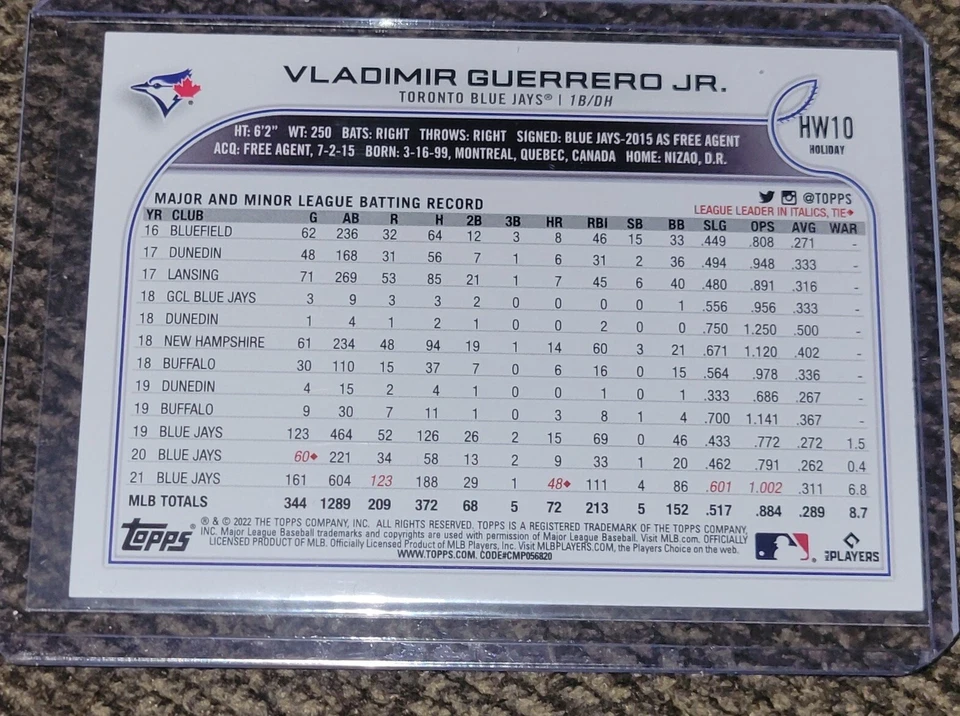 VLADIMIR GUERRERO JR.
TORONTO BLUE JAYS® | 1B/DH
HW10
HOLIDAY
HT: 6'2" WT: 250 BATS: RIGHT THROWS: RIGHT SIGNED: BLUE JAYS-2015 AS FREE AGENT
ACQ: FREE AGENT, 7-2-15 BORN: 3-16-99, MONTREAL, QUEBEC, CANADA HOME: NIZAO, D.R.
MAJOR AND MINOR LEAGUE BATTING RECORD
@TOPPS
LEAGUE LEADER IN ITALICS, TIE◆
YR CLUB G AB R H 2B 3B HR RBI SB BB SLG OPS AVG WAR
16 BLUEFIELD 62 236 32 64 12 3 8 46 15 33 .449 .808 .271 -
17 DUNEDIN 48 168 31 56 7 1 6 31 2 36 .494 .948 .333 -
17 LANSING 71 269 53 85 21 1 7 45 6 40 .480 .891 .316 -
18 GCL BLUE JAYS 3 9 3 3 2 0 0 0 0 1 .556 .956 .333 -
18 DUNEDIN 1 4 1 2 1 0 0 2 0 0 .750 1.250 .500 -
18 NEW HAMPSHIRE 61 234 48 94 19 1 14 60 3 21 .671 1.120 .402 -
18 BUFFALO 30 110 15 37 7 0 6 16 0 15 .564 .978 .336 -
19 DUNEDIN 4 15 2 4 1 0 0 1 0 1 .333 .686 .267 -
19 BUFFALO 9 30 7 11 1 0 3 8 1 4 .700 1.141 .367 -
19 BLUE JAYS 123 464 52 126 26 2 15 69 0 46 .433 .772 .272 1.5
20 BLUE JAYS 60◆ 221 34 58 13 2 9 33 1 20 .462 .791 .262 0.4
21 BLUE JAYS 161 604 123 188 29 1 48◆ 111 4 86 .601 1.002 .311 6.8
MLB TOTALS 344 1289 209 372 68 5 72 213 5 152 .517 .884 .289 8.7
Topps
® & © 2022 THE TOPPS COMPANY, INC. ALL RIGHTS RESERVED. TOPPS IS A REGISTERED TRADEMARK OF THE TOPPS COMPANY,
INC. Major League Baseball trademarks and copyrights are used with permission of Major League Baseball. Visit MLB.com. OFFICIALLY
LICENSED PRODUCT OF MLB. Officially Licensed Product of MLB Players, Inc. Visit MLBPLAYERS.COM, the Players Choice on the web.
WWW.TOPPS.COM. CODE#CMP056820
MLB PLAYERS